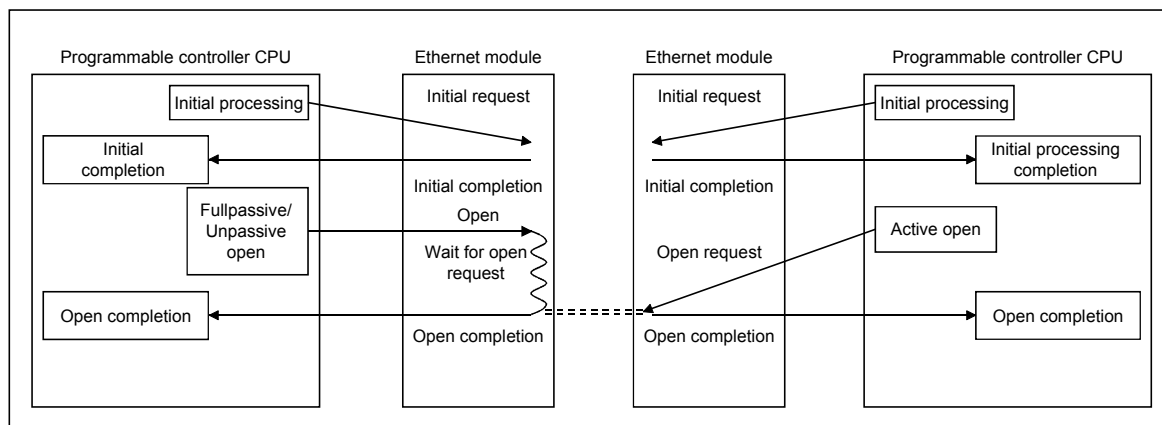 Programmable controller CPU
Ethernet module
Ethernet module
Programmable controller CPU
Initial processing
Initial request
Initial request
Initial processing
Initial
completion
Initial processing
completion
Initial completion
Initial completion
Fullpassive/
Unpassive
open
Open
Wait for open
request
Open request
Active open
Open completion
Open completion
Open completion
Open completion